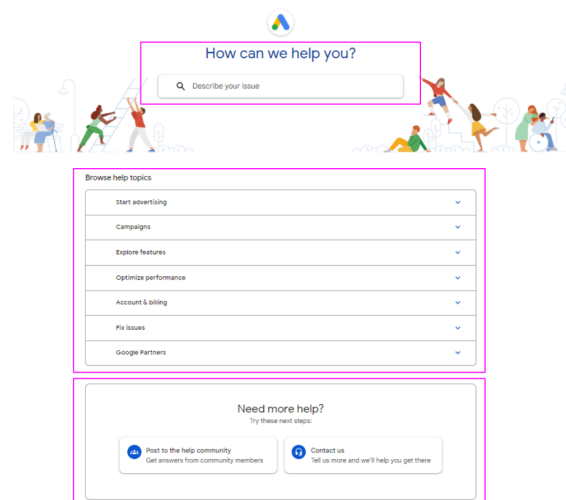 How can we help you?
Describe your issue
Browse help topics
Start advertising
Campaigns
Explore features
Optimize performance
Account & billing
Fix issues
Google Partners
Need more help?
Try these next steps:
Post to the help community
Get answers from community members
Contact us
Tell us more and we'll help you get there